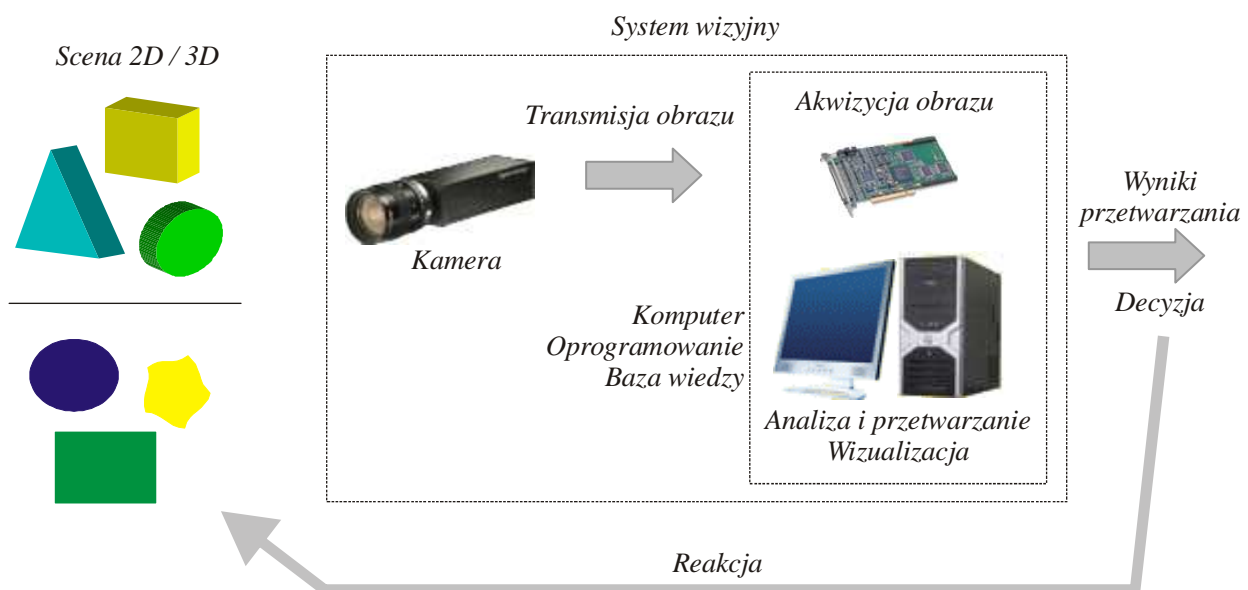 System wizyjny
Scena 2D / 3D
Transmisja obrazu
Akwizycja obrazu
Kamera
Komputer
Oprogramowanie
Baza wiedzy
Analiza i przetwarzanie
Wizualizacja
Wyniki
przetwarzania
Decyzja
Reakcja